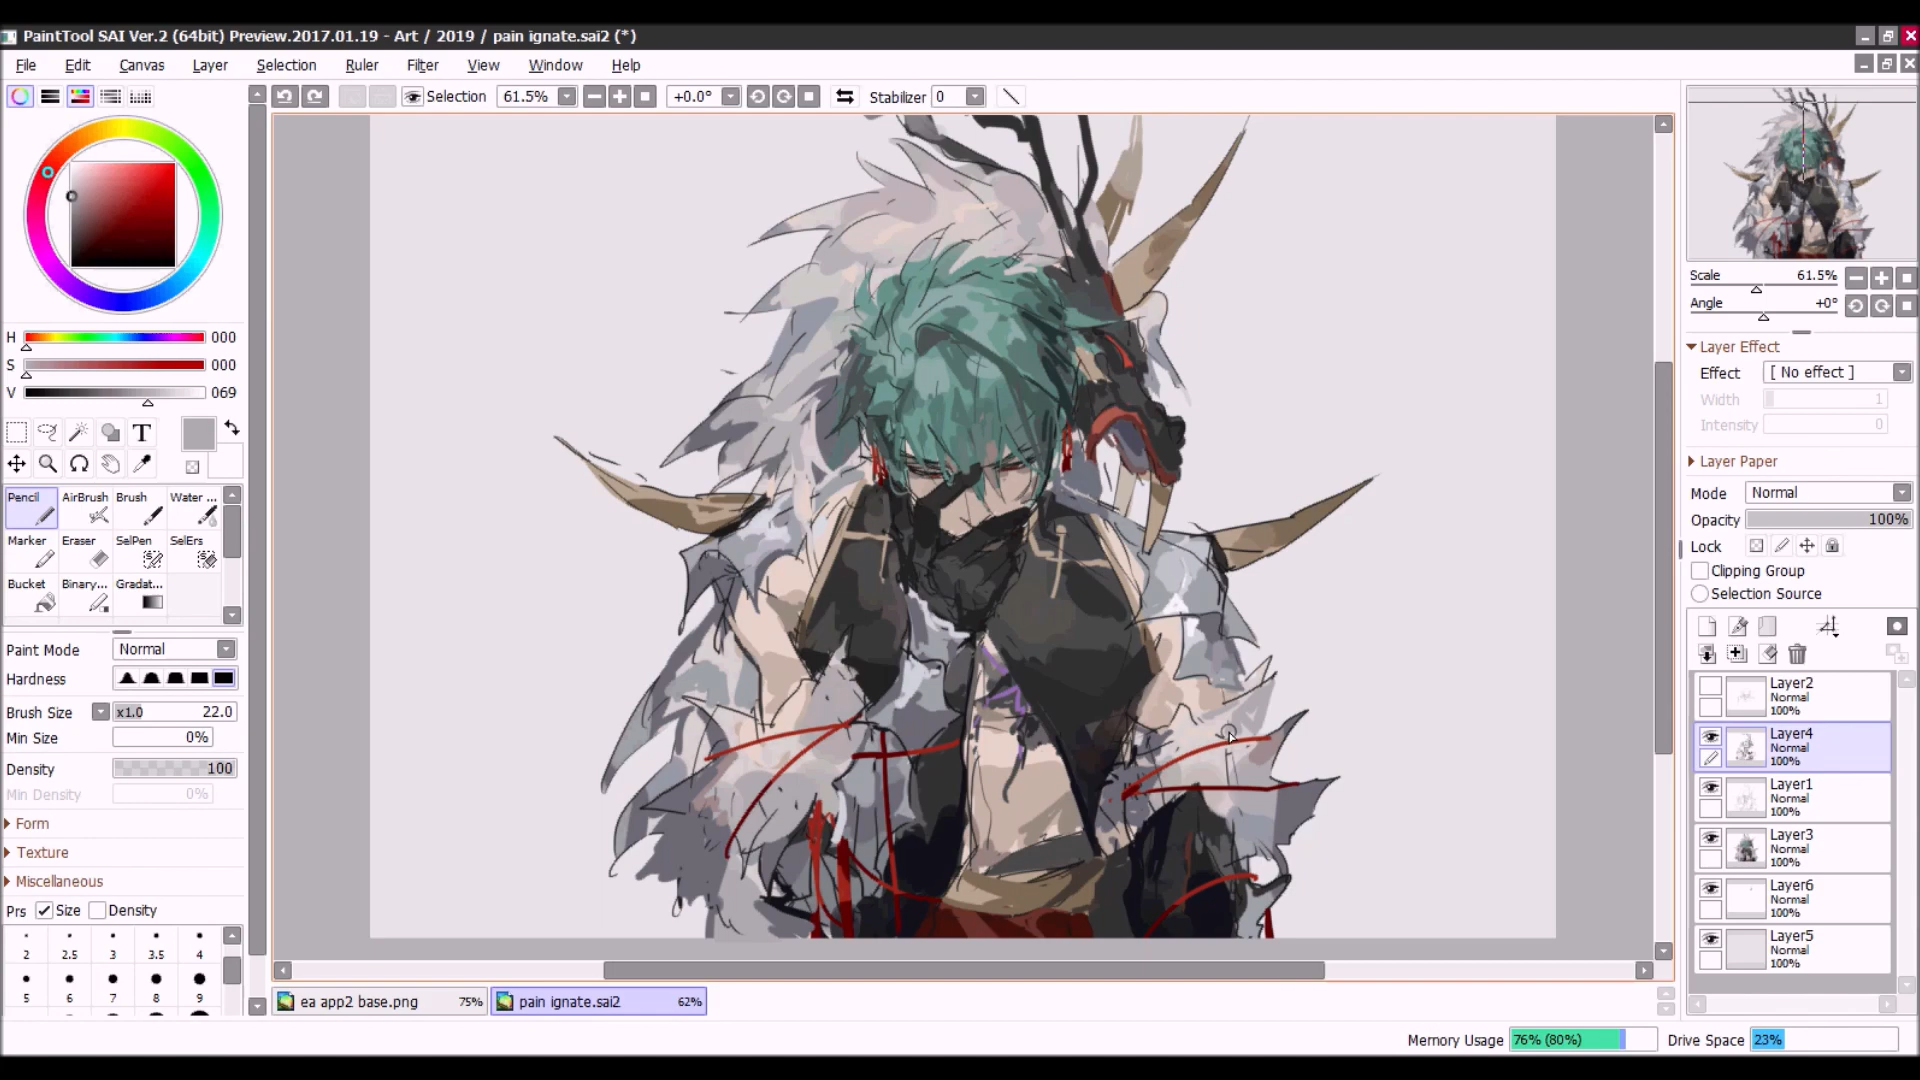 PaintTool SAI Ver.2 (64bit) Preview.2017.01.19 - Art / 2019 / pain ignate.sai2 (*)
File Edit Canvas Layer Selection Ruler Filter View Window Help
Selection 61.5% +0.0° Stabilizer 0
H 000
S 000
V 069
T
Pencil AirBrush Brush Water ...
Marker Eraser SelPen SelErs
Bucket Binary... Gradat...
Paint Mode Normal
Hardness
Brush Size x1.0 22.0
Min Size 0%
Density 100
Min Density 0%
Form
Texture
Miscellaneous
Prs Size Density
2 2.5 3 3.5 4
5 6 7 8 9
ea app2 base.png 75% pain ignate.sai2 62%
Scale 61.5%
Angle +0°
Layer Effect
Effect [ No effect ]
Width 1
Intensity 0
Layer Paper
Mode Normal
Opacity 100%
Lock
Clipping Group
Selection Source
Layer2
Normal
100%
Layer4
Normal
100%
Layer1
Normal
100%
Layer3
Normal
100%
Layer6
Normal
100%
Layer5
Normal
100%
Memory Usage 76% (80%) Drive Space 23%